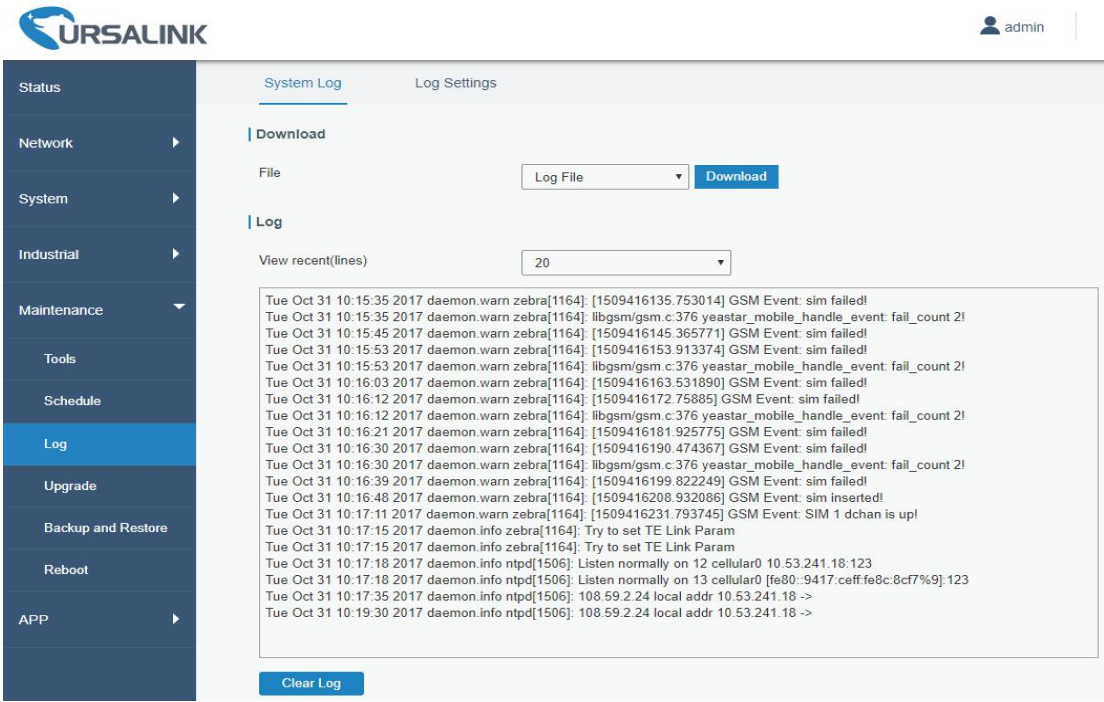 URSALINK
admin
Status
System Log
Log Settings
Download
Network
File
Log File
Download
System
Log
Industrial
View recent(lines)
20
Maintenance
Tools
Schedule
Log
Upgrade
Backup and Restore
Reboot
APP
Tue Oct 31 10:15:35 2017 daemon.warn zebra[1164]: [1509416135.753014] GSM Event: sim failed!
Tue Oct 31 10:15:35 2017 daemon.warn zebra[1164]: libgsm/gsm.c:376 yeastar_mobile_handle_event: fail_count 2!
Tue Oct 31 10:15:45 2017 daemon.warn zebra[1164]: [1509416145.365771] GSM Event: sim failed!
Tue Oct 31 10:15:53 2017 daemon.warn zebra[1164]: [1509416153.913374] GSM Event: sim failed!
Tue Oct 31 10:15:53 2017 daemon.warn zebra[1164]: libgsm/gsm.c:376 yeastar_mobile_handle_event: fail_count 2!
Tue Oct 31 10:16:03 2017 daemon.warn zebra[1164]: [1509416163.531890] GSM Event: sim failed!
Tue Oct 31 10:16:12 2017 daemon.warn zebra[1164]: [1509416172.75885] GSM Event: sim failed!
Tue Oct 31 10:16:12 2017 daemon.warn zebra[1164]: libgsm/gsm.c:376 yeastar_mobile_handle_event: fail_count 2!
Tue Oct 31 10:16:21 2017 daemon.warn zebra[1164]: [1509416181.925775] GSM Event: sim failed!
Tue Oct 31 10:16:30 2017 daemon.warn zebra[1164]: [1509416190.474367] GSM Event: sim failed!
Tue Oct 31 10:16:30 2017 daemon.warn zebra[1164]: libgsm/gsm.c:376 yeastar_mobile_handle_event: fail_count 2!
Tue Oct 31 10:16:39 2017 daemon.warn zebra[1164]: [1509416199.822249] GSM Event: sim failed!
Tue Oct 31 10:16:48 2017 daemon.warn zebra[1164]: [1509416208.932086] GSM Event: sim inserted!
Tue Oct 31 10:17:11 2017 daemon.warn zebra[1164]: [1509416231.793745] GSM Event: SIM 1 dchan is up!
Tue Oct 31 10:17:15 2017 daemon.info zebra[1164]: Try to set TE Link Param
Tue Oct 31 10:17:15 2017 daemon.info zebra[1164]: Try to set TE Link Param
Tue Oct 31 10:17:18 2017 daemon.info ntpd[1506]: Listen normally on 12 cellular0 10.53.241.18:123
Tue Oct 31 10:17:18 2017 daemon.info ntpd[1506]: Listen normally on 13 cellular0 [fe80::9417:ceff:fe8c:8cf7%9]:123
Tue Oct 31 10:17:35 2017 daemon.info ntpd[1506]: 108.59.2.24 local addr 10.53.241.18 ->
Tue Oct 31 10:19:30 2017 daemon.info ntpd[1506]: 108.59.2.24 local addr 10.53.241.18 ->
Clear Log